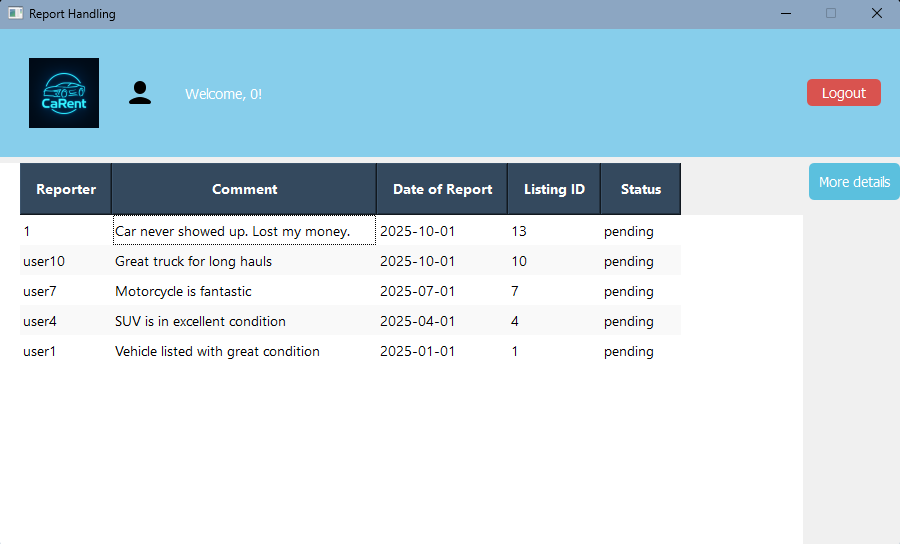 Report Handling
CaRent
Welcome, 0!
Logout
More details
Reporter Comment Date of Report Listing ID Status
1 Car never showed up. Lost my money. 2025-10-01 13 pending
user10 Great truck for long hauls 2025-10-01 10 pending
user7 Motorcycle is fantastic 2025-07-01 7 pending
user4 SUV is in excellent condition 2025-04-01 4 pending
user1 Vehicle listed with great condition 2025-01-01 1 pending